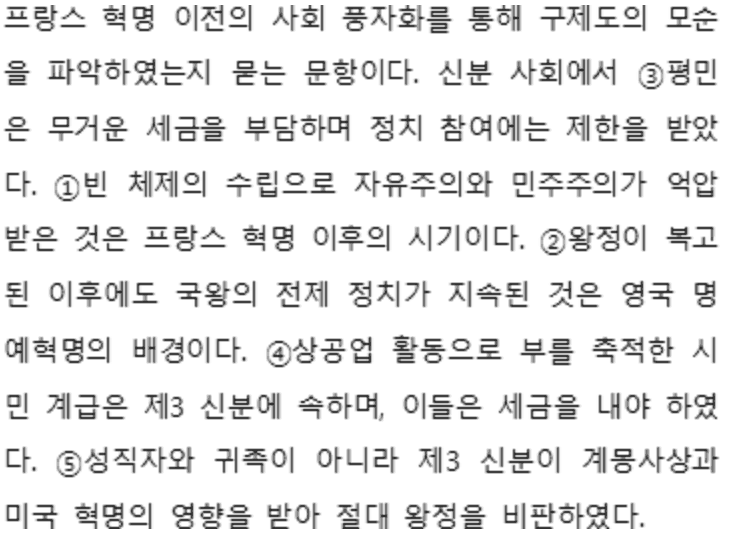 프랑스 혁명 이전의 사회 풍자화를 통해 구제도의 모순
을 파악하였는지 묻는 문항이다. 신분 사회에서 ③평민
은 무거운 세금을 부담하며 정치 참여에는 제한을 받았
다. ①빈 체제의 수립으로 자유주의와 민주주의가 억압
받은 것은 프랑스 혁명 이후의 시기이다. ②왕정이 복고
된 이후에도 국왕의 전제 정치가 지속된 것은 영국 명
예혁명의 배경이다. ④상공업 활동으로 부를 축적한 시
민 계급은 제3 신분에 속하며, 이들은 세금을 내야 하였
다. ⑤성직자와 귀족이 아니라 제3 신분이 계몽사상과
미국 혁명의 영향을 받아 절대 왕정을 비판하였다.